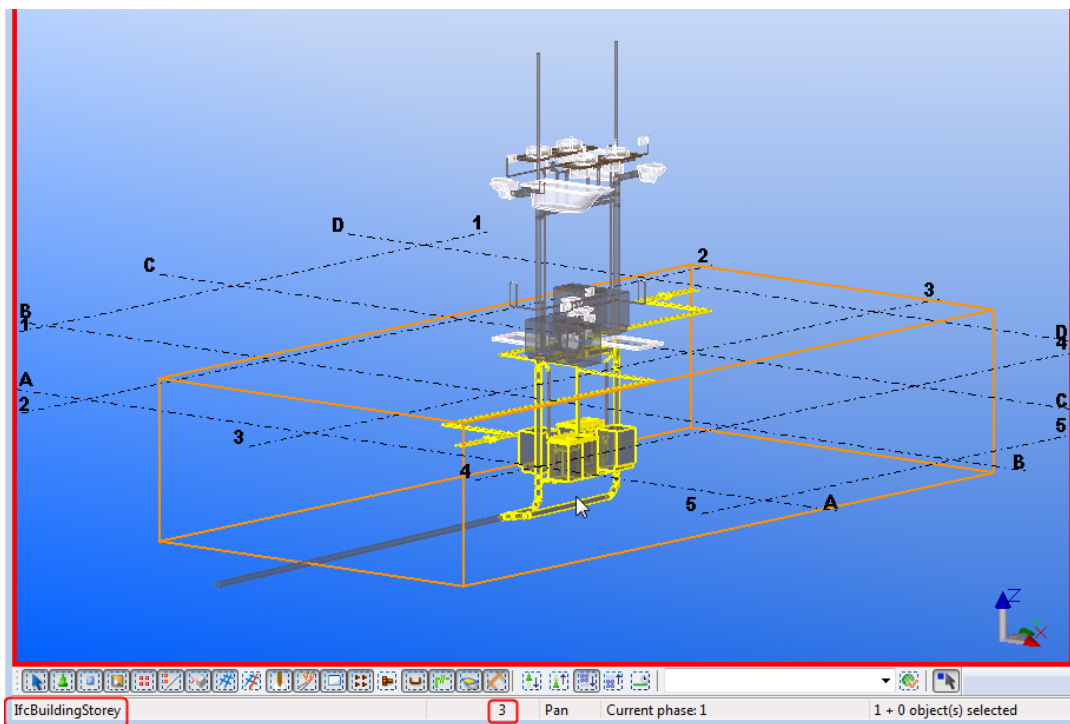 D
1
C
2
3
B
1
D
4
A
2
C
5
3
4
B
5
A
Z
X
IfcBuildingStorey 3 Pan Current phase: 1 1 + 0 object(s) selected